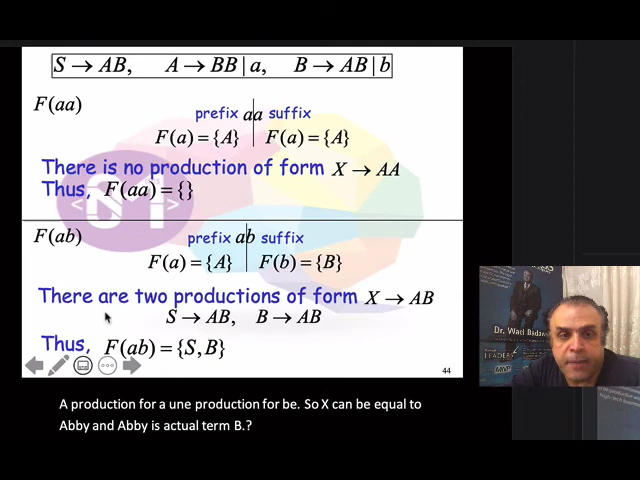 S → AB, A → BB | a, B → AB | b
F(aa)
prefix aa suffix
F(a) = {A} F(a) = {A}
There is no production of form X → AA
Thus, F(aa) = {}
F(ab)
prefix ab suffix
F(a) = {A} F(b) = {B}
There are two productions of form X → AB
S → AB, B → AB
Thus, F(ab) = {S, B}
44
Dr. Wael Badaw
A production for a une production for be. So X can be equal to
Abby and Abby is actual term B.?